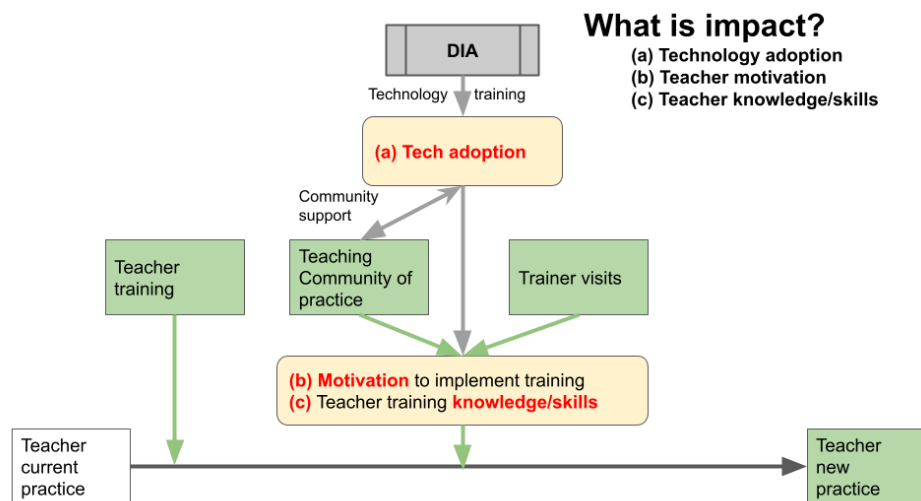 What is impact?
(a) Technology adoption
(b) Teacher motivation
(c) Teacher knowledge/skills
DIA
Technology training
(a) Tech adoption
Community
support
Teacher
training
Teaching
Community of
practice
Trainer visits
(b) Motivation to implement training
(c) Teacher training knowledge/skills
Teacher
current
practice
Teacher
new
practice